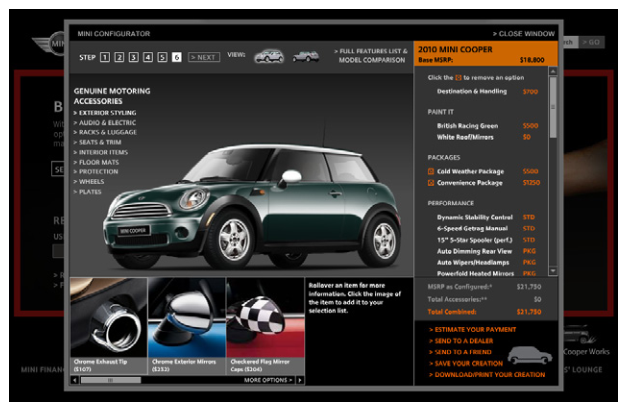 MINI CONFIGURATOR
> CLOSE WINDOW
STEP 1 2 3 4 5 6 > NEXT VIEW:
> FULL FEATURES LIST &
MODEL COMPARISON
2010 MINI COOPER
Base MSRP: $18,800
Click the to remove an option
Destination & Handling $700
PAINT IT
British Racing Green $500
White Roof/Mirrors $0
PACKAGES
Cold Weather Package $500
Convenience Package $1250
PERFORMANCE
Dynamic Stability Control STD
6-Speed Getrag Manual STD
15" 5-Star Spooler (perf.) STD
Auto Dimming Rear View PKG
Auto Wipers/Headlamps PKG
Powerfold Heated Mirrors PKG
MSRP as Configured:* $21,750
Total Accessories:** $0
Total Combined: $21,750
> ESTIMATE YOUR PAYMENT
> SEND TO A DEALER
> SEND TO A FRIEND
> SAVE YOUR CREATION
> DOWNLOAD/PRINT YOUR CREATION
GENUINE MOTORING
ACCESSORIES
> EXTERIOR STYLING
> AUDIO & ELECTRIC
> RACKS & LUGGAGE
> SEATS & TRIM
> INTERIOR ITEMS
> FLOOR MATS
> PROTECTION
> WHEELS
> PLATES
MINI COOPER
Rollover an item for more
information. Click the image of
the item to add it to your
selection list.
Chrome Exhaust Tip
($107)
Chrome Exterior Mirrors
($353)
Checkered Flag Mirror
Caps ($204)
MORE OPTIONS >
> GO
MINI FINANC
Cooper Works
S' LOUNGE